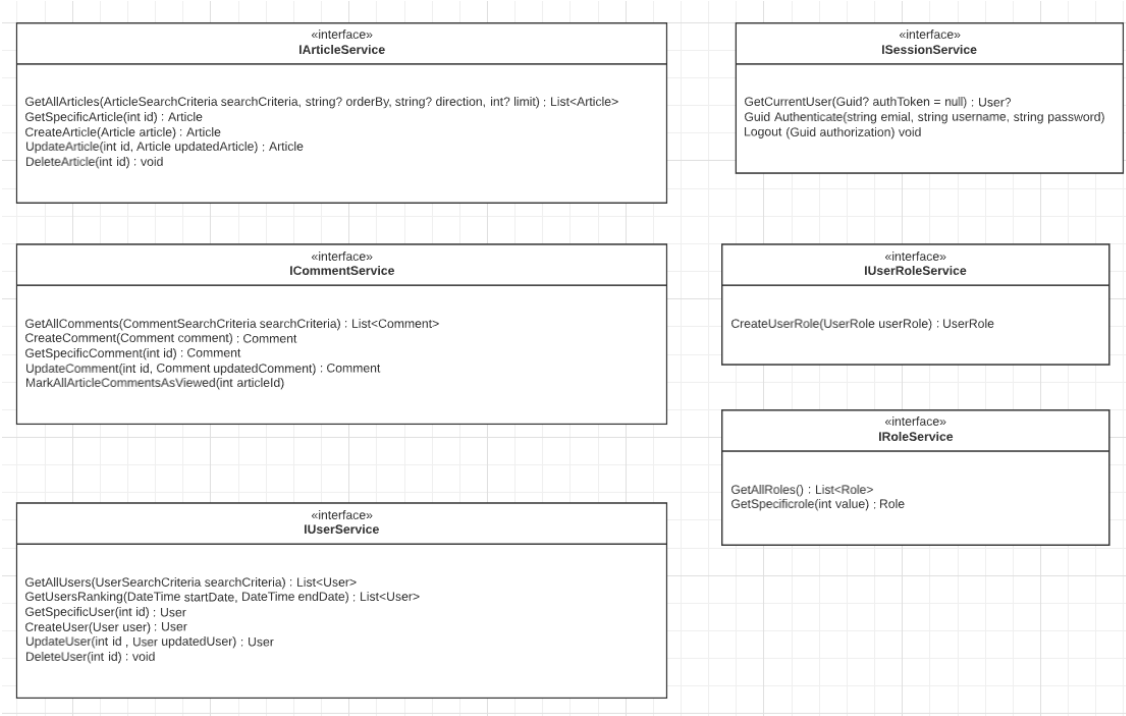 «interface»
IArticleService
GetAllArticles(ArticleSearchCriteria searchCriteria, string? orderBy, string? direction, int? limit) : List<Article>
GetSpecificArticle(int id) : Article
CreateArticle(Article article) : Article
UpdateArticle(int id, Article updatedArticle) : Article
DeleteArticle(int id) : void
«interface»
ISessionService
GetCurrentUser(Guid? authToken = null) : User?
Guid Authenticate(string emial, string username, string password)
Logout (Guid authorization) void
«interface»
ICommentService
GetAllComments(CommentSearchCriteria searchCriteria) : List<Comment>
CreateComment(Comment comment) : Comment
GetSpecificComment(int id) : Comment
UpdateComment(int id, Comment updatedComment) : Comment
MarkAllArticleCommentsAsViewed(int articleId)
«interface»
IUserRoleService
CreateUserRole(UserRole userRole) : UserRole
«interface»
IRoleService
GetAllRoles() : List<Role>
GetSpecificrole(int value) : Role
«interface»
IUserService
GetAllUsers(UserSearchCriteria searchCriteria) : List<User>
GetUsersRanking(DateTime startDate, DateTime endDate) : List<User>
GetSpecificUser(int id) : User
CreateUser(User user) : User
UpdateUser(int id , User updatedUser) : User
DeleteUser(int id) : void